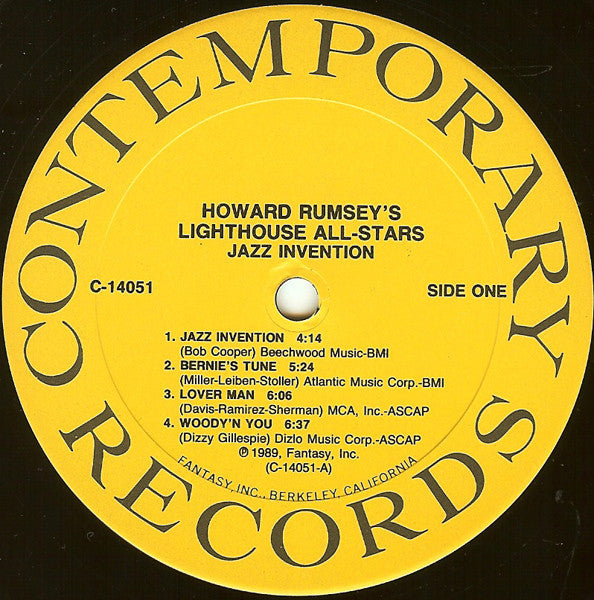 CONTEMPORARY RECORDS
HOWARD RUMSEY'S
LIGHTHOUSE ALL-STARS
JAZZ INVENTION
C-14051
SIDE ONE
1. JAZZ INVENTION 4:14
(Bob Cooper) Beechwood Music-BMI
2. BERNIE'S TUNE 5:24
(Miller-Leiben-Stoller) Atlantic Music Corp.-BMI
3. LOVER MAN 6:06
(Davis-Ramirez-Sherman) MCA, Inc.-ASCAP
4. WOODY'N YOU 6:37
(Dizzy Gillespie) Dizlo Music Corp.-ASCAP
℗ 1989, Fantasy, Inc.
(C-14051-A)
FANTASY, INC., BERKELEY, CALIFORNIA